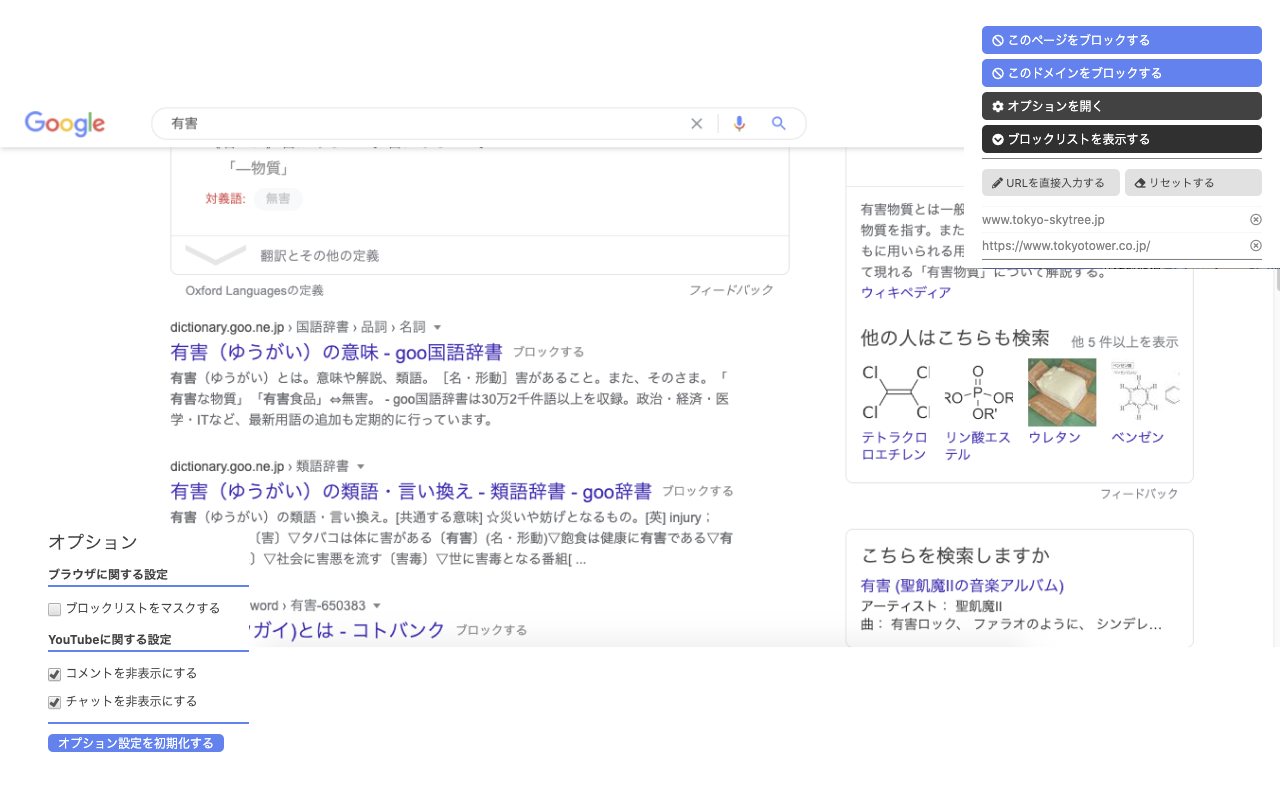 このページをブロックする
このドメインをブロックする
オプションを開く
ブロックリストを表示する
URLを直接入力する
リセットする
www.tokyo-skytree.jp
https://www.tokyotower.co.jp/
Google
有害
「—物質」
対義語: 無害
翻訳とその他の定義
Oxford Languagesの定義
フィードバック
dictionary.goo.ne.jp › 国語辞書 › 品詞 › 名詞
有害（ゆうがい）の意味 - goo国語辞書 ブロックする
有害（ゆうがい）とは。意味や解説、類語。［名・形動］害があること。また、そのさま。「
有害な物質」「有害食品」⇔無害。 - goo国語辞書は30万2千件語以上を収録。政治・経済・医
学・ITなど、最新用語の追加も定期的に行っています。
dictionary.goo.ne.jp › 類語辞書
有害（ゆうがい）の類語・言い換え - 類語辞書 - goo辞書 ブロックする
有害（ゆうがい）の類語・言い換え。[共通する意味] ☆災いや妨げとなるもの。[英] injury；
〔害〕▽タバコは体に害がある〔有害〕(名・形動)▽飽食は健康に有害である▽有
〕▽社会に害悪を流す〔害毒〕▽世に害毒となる番組[ ...
word › 有害-650383
ガイ)とは - コトバンク ブロックする
有害物質とは一般
物質を指す。また
もに用いられる用
て現れる「有害物質」について解説する。
ウィキペディア
他の人はこちらも検索
他 5 件以上を表示
Cl Cl
Cl Cl
O
RO-P-OR
OR'
ベンゼン
テトラクロ
ロエチレン
リン酸エス
テル
ウレタン
ベンゼン
フィードバック
こちらを検索しますか
有害 (聖飢魔IIの音楽アルバム)
アーティスト： 聖飢魔II
曲： 有害ロック、 ファラオのように、 シンデレ…
オプション
ブラウザに関する設定
ブロックリストをマスクする
YouTubeに関する設定
コメントを非表示にする
チャットを非表示にする
オプション設定を初期化する